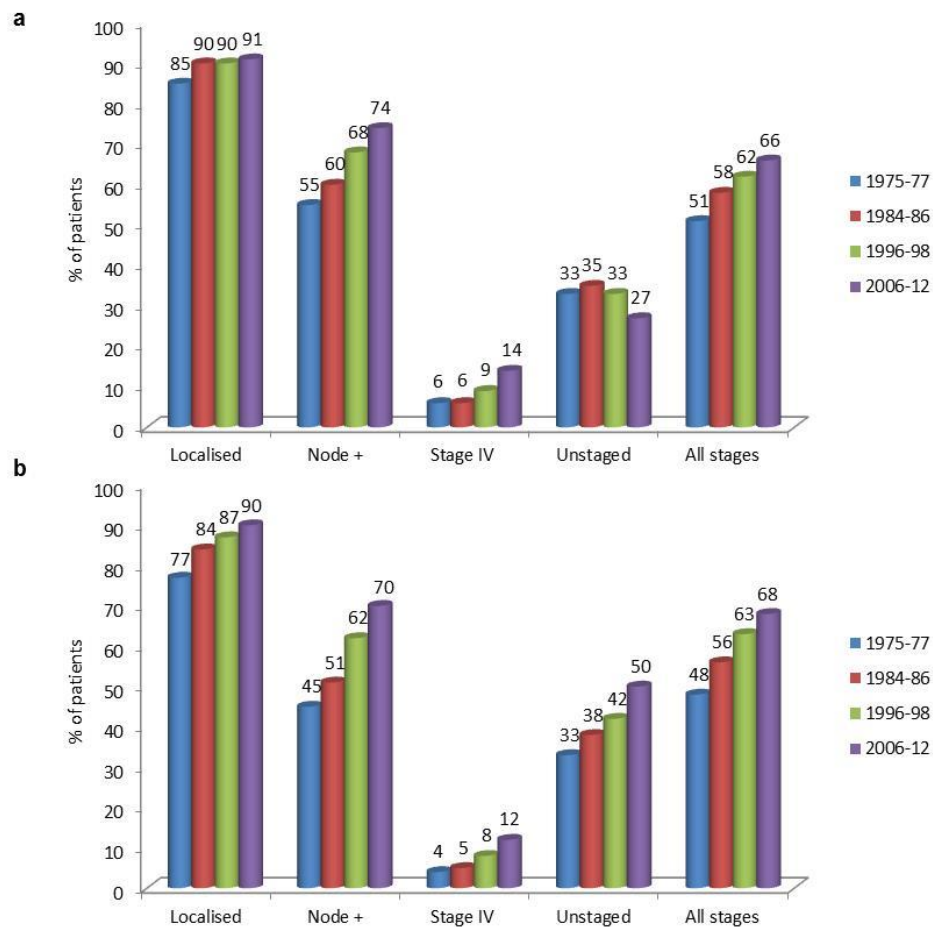 a
% of patients
100
90
80
70
60
50
40
30
20
10
0
85 90 90 91
55 60 68 74
6 6 9 14
33 35 33 27
51 58 62 66
Localised Node + Stage IV Unstaged All stages
1975-77
1984-86
1996-98
2006-12
b
% of patients
100
90
80
70
60
50
40
30
20
10
0
77 84 87 90
45 51 62 70
4 5 8 12
33 38 42 50
48 56 63 68
Localised Node + Stage IV Unstaged All stages
1975-77
1984-86
1996-98
2006-12